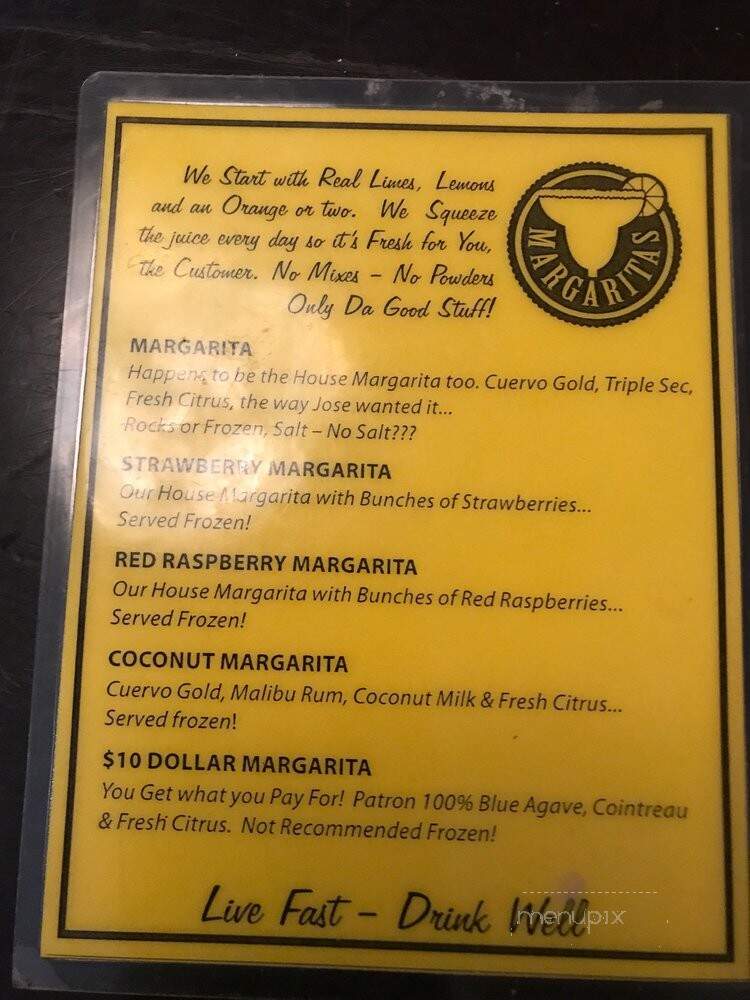 We Start with Real Limes, Lemons
and an Orange or two. We Squeeze
the juice every day so it's Fresh for You,
the Customer. No Mixes – No Powders
Only Da Good Stuff!
MARGARITAS
MARGARITA
Happens to be the House Margarita too. Cuervo Gold, Triple Sec,
Fresh Citrus, the way Jose wanted it...
Rocks or Frozen, Salt – No Salt???
STRAWBERRY MARGARITA
Our House Margarita with Bunches of Strawberries...
Served Frozen!
RED RASPBERRY MARGARITA
Our House Margarita with Bunches of Red Raspberries...
Served Frozen!
COCONUT MARGARITA
Cuervo Gold, Malibu Rum, Coconut Milk & Fresh Citrus...
Served frozen!
$10 DOLLAR MARGARITA
You Get what you Pay For! Patron 100% Blue Agave, Cointreau
& Fresh Citrus. Not Recommended Frozen!
Live Fast – Drink Well
menupix